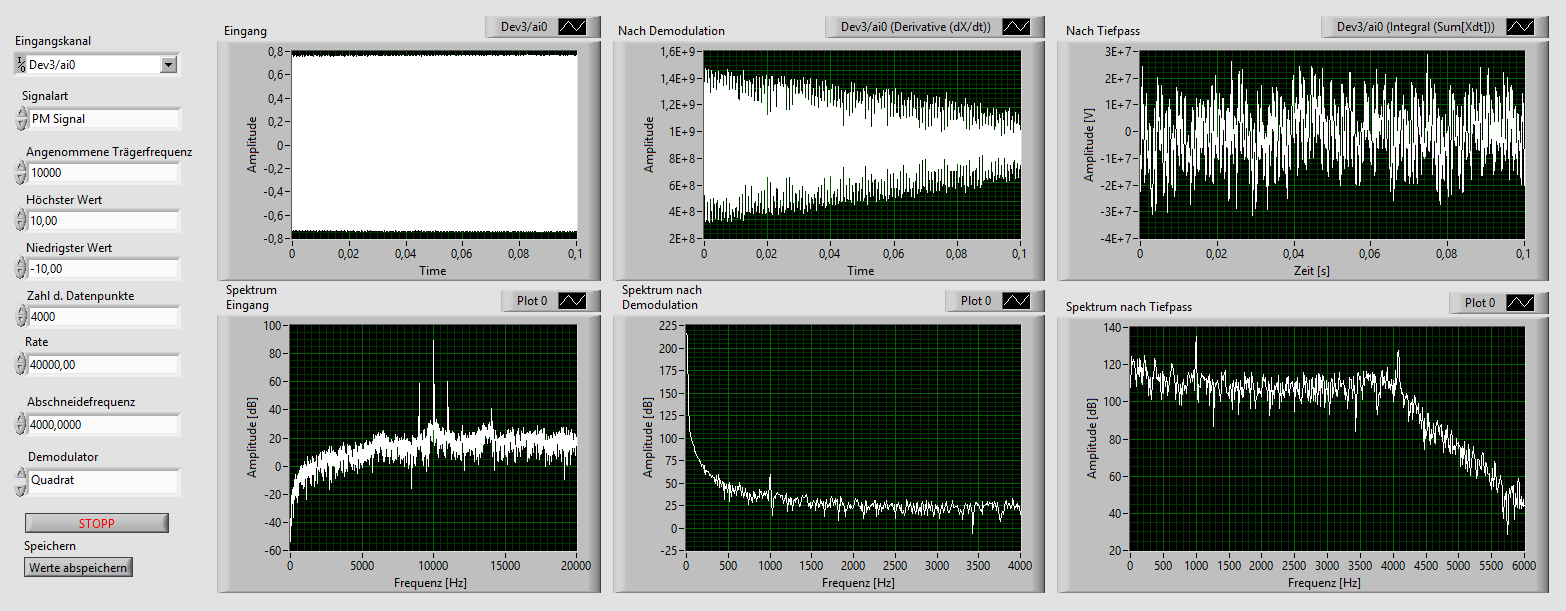 Eingangskanal
Dev3/ai0
Signalart
PM Signal
Angenommene Trägerfrequenz
10000
Höchster Wert
10,00
Niedrigster Wert
-10,00
Zahl d. Datenpunkte
4000
Rate
40000,00
Abschneidefrequenz
4000,0000
Demodulator
Quadrat
STOPP
Speichern
Werte abspeichern
Eingang
Dev3/ai0
Amplitude
0,8
0,6
0,4
0,2
0
-0,2
-0,4
-0,6
-0,8
0 0,02 0,04 0,06 0,08 0,1
Time
Nach Demodulation
Dev3/ai0 (Derivative (dX/dt))
Amplitude
1,6E+9
1,4E+9
1,2E+9
1E+9
8E+8
6E+8
4E+8
2E+8
0 0,02 0,04 0,06 0,08 0,1
Time
Nach Tiefpass
Dev3/ai0 (Integral (Sum[Xdt]))
Amplitude [V]
3E+7
2E+7
1E+7
0
-1E+7
-2E+7
-3E+7
-4E+7
0 0,02 0,04 0,06 0,08 0,1
Zeit [s]
Spektrum
Eingang
Plot 0
Amplitude [dB]
100
80
60
40
20
0
-20
-40
-60
0 5000 10000 15000 20000
Frequenz [Hz]
Spektrum nach
Demodulation
Plot 0
Amplitude [dB]
225
200
175
150
125
100
75
50
25
0
-25
0 500 1000 1500 2000 2500 3000 3500 4000
Frequenz [Hz]
Spektrum nach Tiefpass
Plot 0
Amplitude [dB]
140
120
100
80
60
40
20
0 500 1000 1500 2000 2500 3000 3500 4000 4500 5000 5500 6000
Frequenz [Hz]